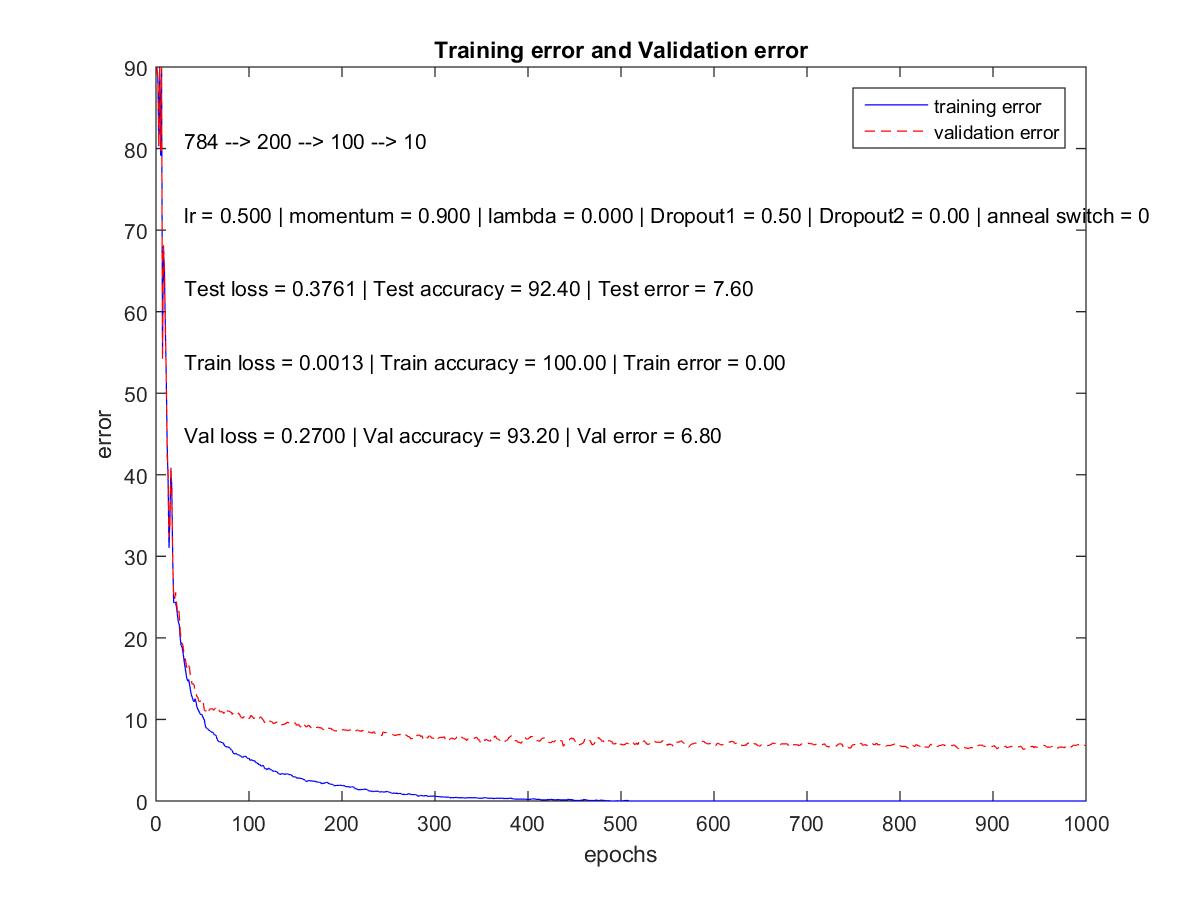 Training error and Validation error
90
training error
validation error
80
784 --> 200 --> 100 --> 10
70
lr = 0.500 | momentum = 0.900 | lambda = 0.000 | Dropout1 = 0.50 | Dropout2 = 0.00 | anneal switch = 0
Test loss = 0.3761 | Test accuracy = 92.40 | Test error = 7.60
60
Train loss = 0.0013 | Train accuracy = 100.00 | Train error = 0.00
50
Val loss = 0.2700 | Val accuracy = 93.20 | Val error = 6.80
error
40
30
20
10
0
0 100 200 300 400 500 600 700 800 900 1000
epochs